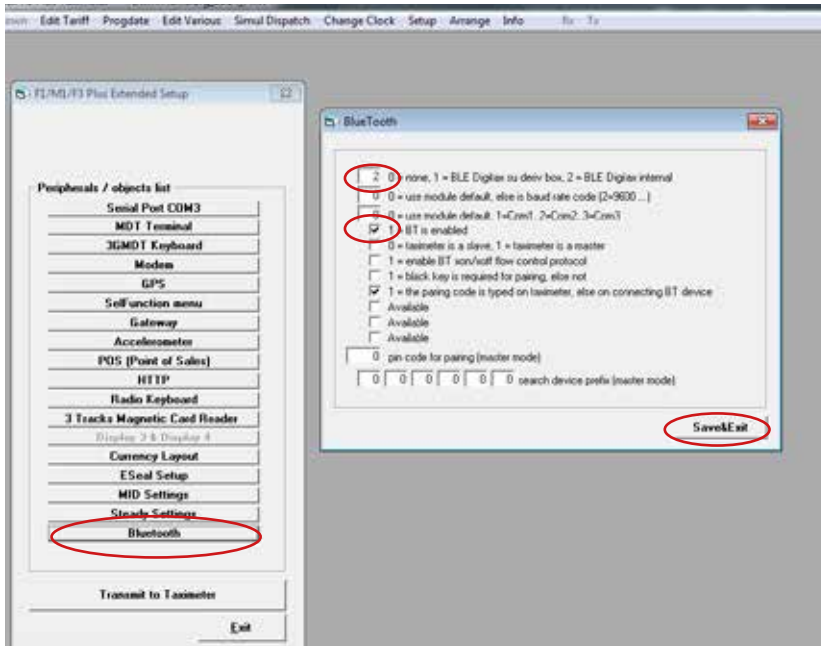 Edit Tariff Progdate Edit Various Simul Dispatch Change Clock Setup Arrange Info Rx Tx
F1/M1/F3 Plus Extended Setup
Peripherals / objects list
Serial Port COM3
MDT Terminal
3GMDT Keyboard
Modem
GPS
SelFunction menu
Gateway
Accelerometer
POS (Point of Sales)
HTTP
Radio Keyboard
3 Tracks Magnetic Card Reader
Display 3 & Display 4
Currency Layout
ESeal Setup
MID Settings
Steady Settings
Bluetooth
Transmit to Taximeter
Exit
BlueTooth
2 0 = none, 1 = BLE Digitax su deriv box, 2 = BLE Digitax internal
0 0 = use module default, else is baud rate code (2=9600 ...)
0 0 = use module default, 1=Com1, 2=Com2, 3=Com3
1 = BT is enabled
0 = taximeter is a slave, 1 = taximeter is a master
1 = enable BT xon/xoff flow control protocol
1 = black key is required for pairing, else not
1 = the paring code is typed on taximeter, else on connecting BT device
Available
Available
Available
0 pin code for pairing (master mode)
0 0 0 0 0 0 search device prefix (master mode)
Save&Exit